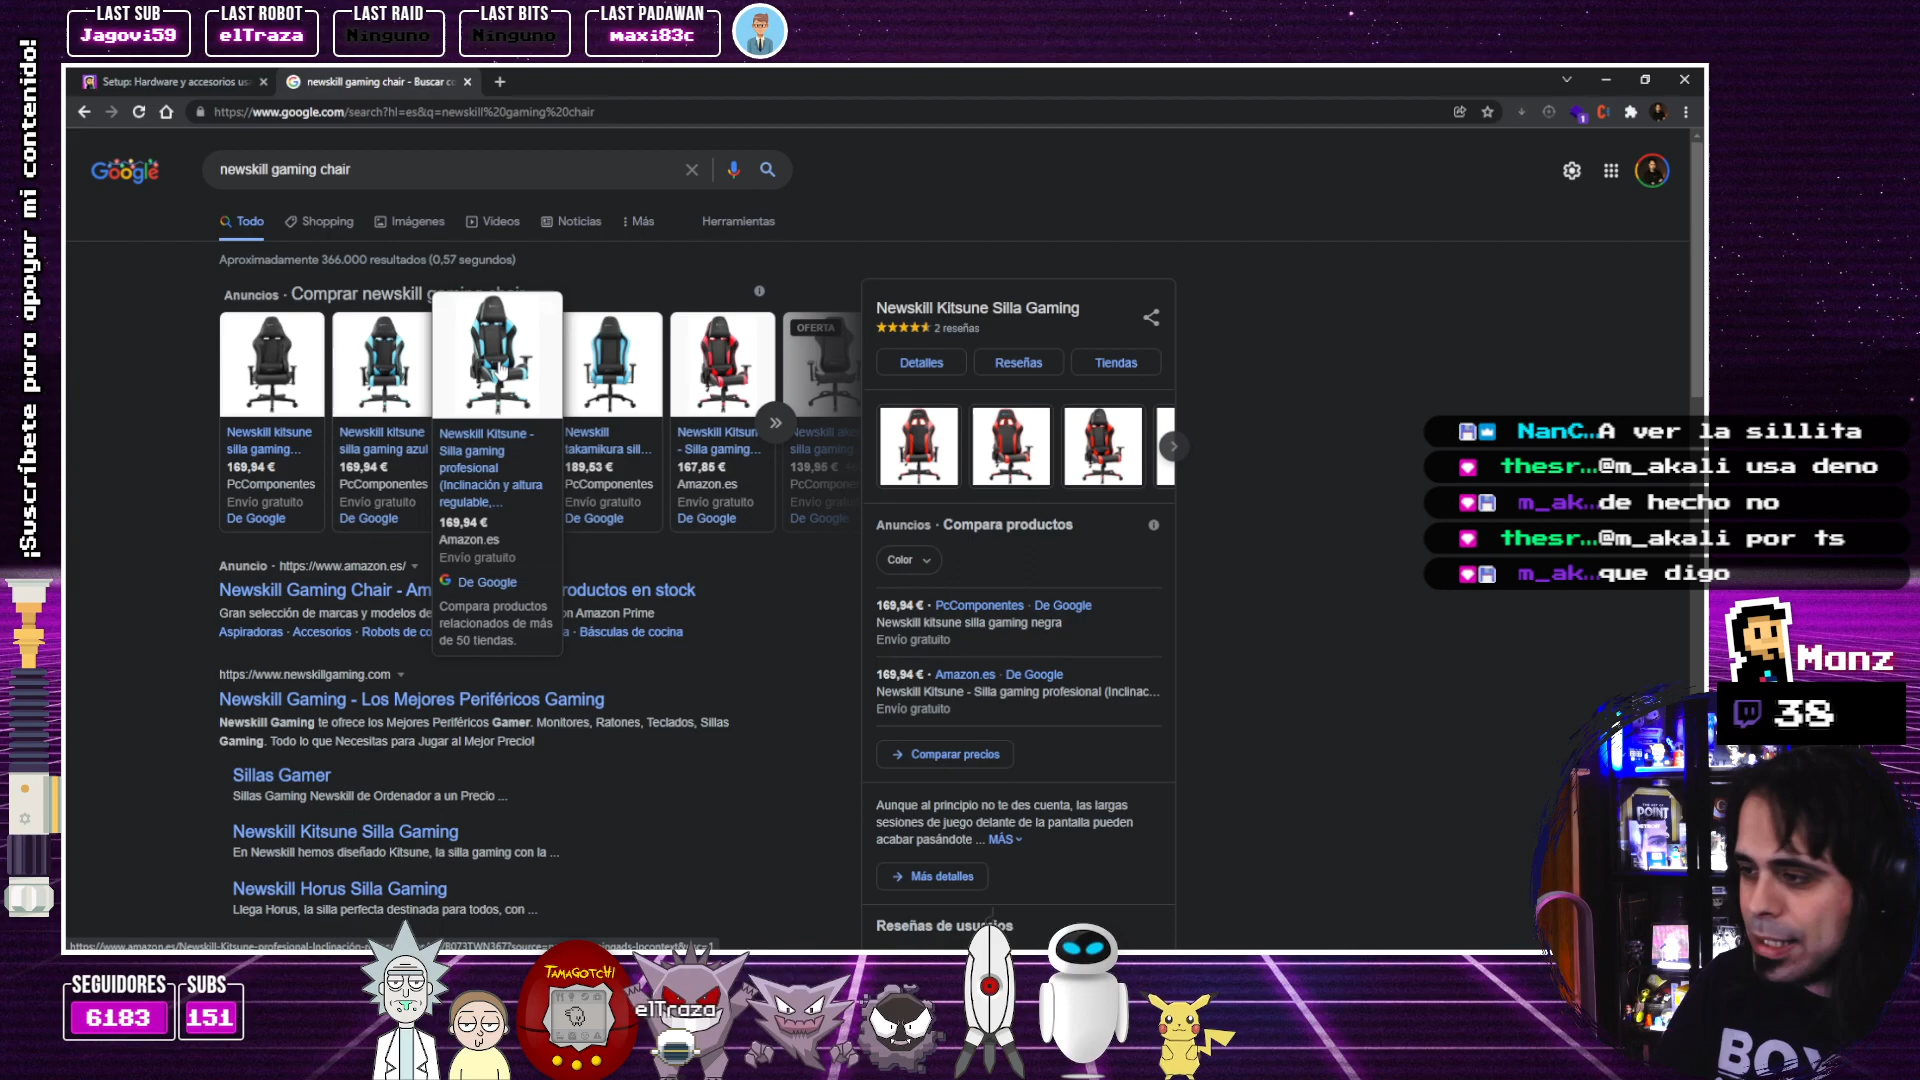 LAST SUB
Jagovi59
LAST ROBOT
elTraza
LAST RAID
Ninguno
LAST BITS
Ninguno
LAST PADAWAN
maxi83c
¡Suscríbete para apoyar mi contenido!
Setup: Hardware y accesorios us
newskill gaming chair - Buscar co
https://www.google.com/search?hl=es&q=newskill%20gaming%20chair
Google
newskill gaming chair
Todo
Shopping
Imágenes
Vídeos
Noticias
Más
Herramientas
Aproximadamente 366.000 resultados (0,57 segundos)
Anuncios · Comprar newskill gaming chair
OFERTA
Newskill kitsune
silla gaming...
169,94 €
PcComponentes
Envío gratuito
De Google
Newskill kitsune
silla gaming azul
169,94 €
PcComponentes
Envío gratuito
De Google
Newskill Kitsune -
Silla gaming
profesional
(Inclinación y altura
regulable,...
169,94 €
Amazon.es
Envío gratuito
De Google
Compara productos
relacionados de más
de 50 tiendas.
Newskill
takamikura sill...
189,53 €
PcComponentes
Envío gratuito
De Google
Newskill Kitsun
- Silla gaming...
167,85 €
Amazon.es
Envío gratuito
De Google
Newskill ake
silla gaming...
139,95 €
PcCompone
Envío gratuito
De Google
Anuncio · https://www.amazon.es/
Newskill Gaming Chair - Am
oductos en stock
Gran selección de marcas y modelos de
on Amazon Prime
Aspiradoras · Accesorios · Robots de co
a · Básculas de cocina
https://www.newskillgaming.com
Newskill Gaming - Los Mejores Periféricos Gaming
Newskill Gaming te ofrece los Mejores Periféricos Gamer. Monitores, Ratones, Teclados, Sillas
Gaming. Todo lo que Necesitas para Jugar al Mejor Precio!
Sillas Gamer
Sillas Gaming Newskill de Ordenador a un Precio ...
Newskill Kitsune Silla Gaming
En Newskill hemos diseñado Kitsune, la silla gaming con la ...
Newskill Horus Silla Gaming
Llega Horus, la silla perfecta destinada para todos, con ...
Newskill Kitsune Silla Gaming
2 reseñas
Detalles
Reseñas
Tiendas
Anuncios · Compara productos
Color
169,94 € · PcComponentes · De Google
Newskill kitsune silla gaming negra
Envío gratuito
169,94 € · Amazon.es · De Google
Newskill Kitsune - Silla gaming profesional (Inclinac...
Envío gratuito
Comparar precios
Aunque al principio no te des cuenta, las largas
sesiones de juego delante de la pantalla pueden
acabar pasándote ... MÁS
Más detalles
Reseñas de usuarios
NanC...A ver la sillita
thesr...@m_akali usa deno
m_ak...de hecho no
thesr...@m_akali por ts
m_ak...que digo
Manz
38
POINT
BOX
SEGUIDORES
6183
SUBS
151
TAMAGOTCHI
elTraza